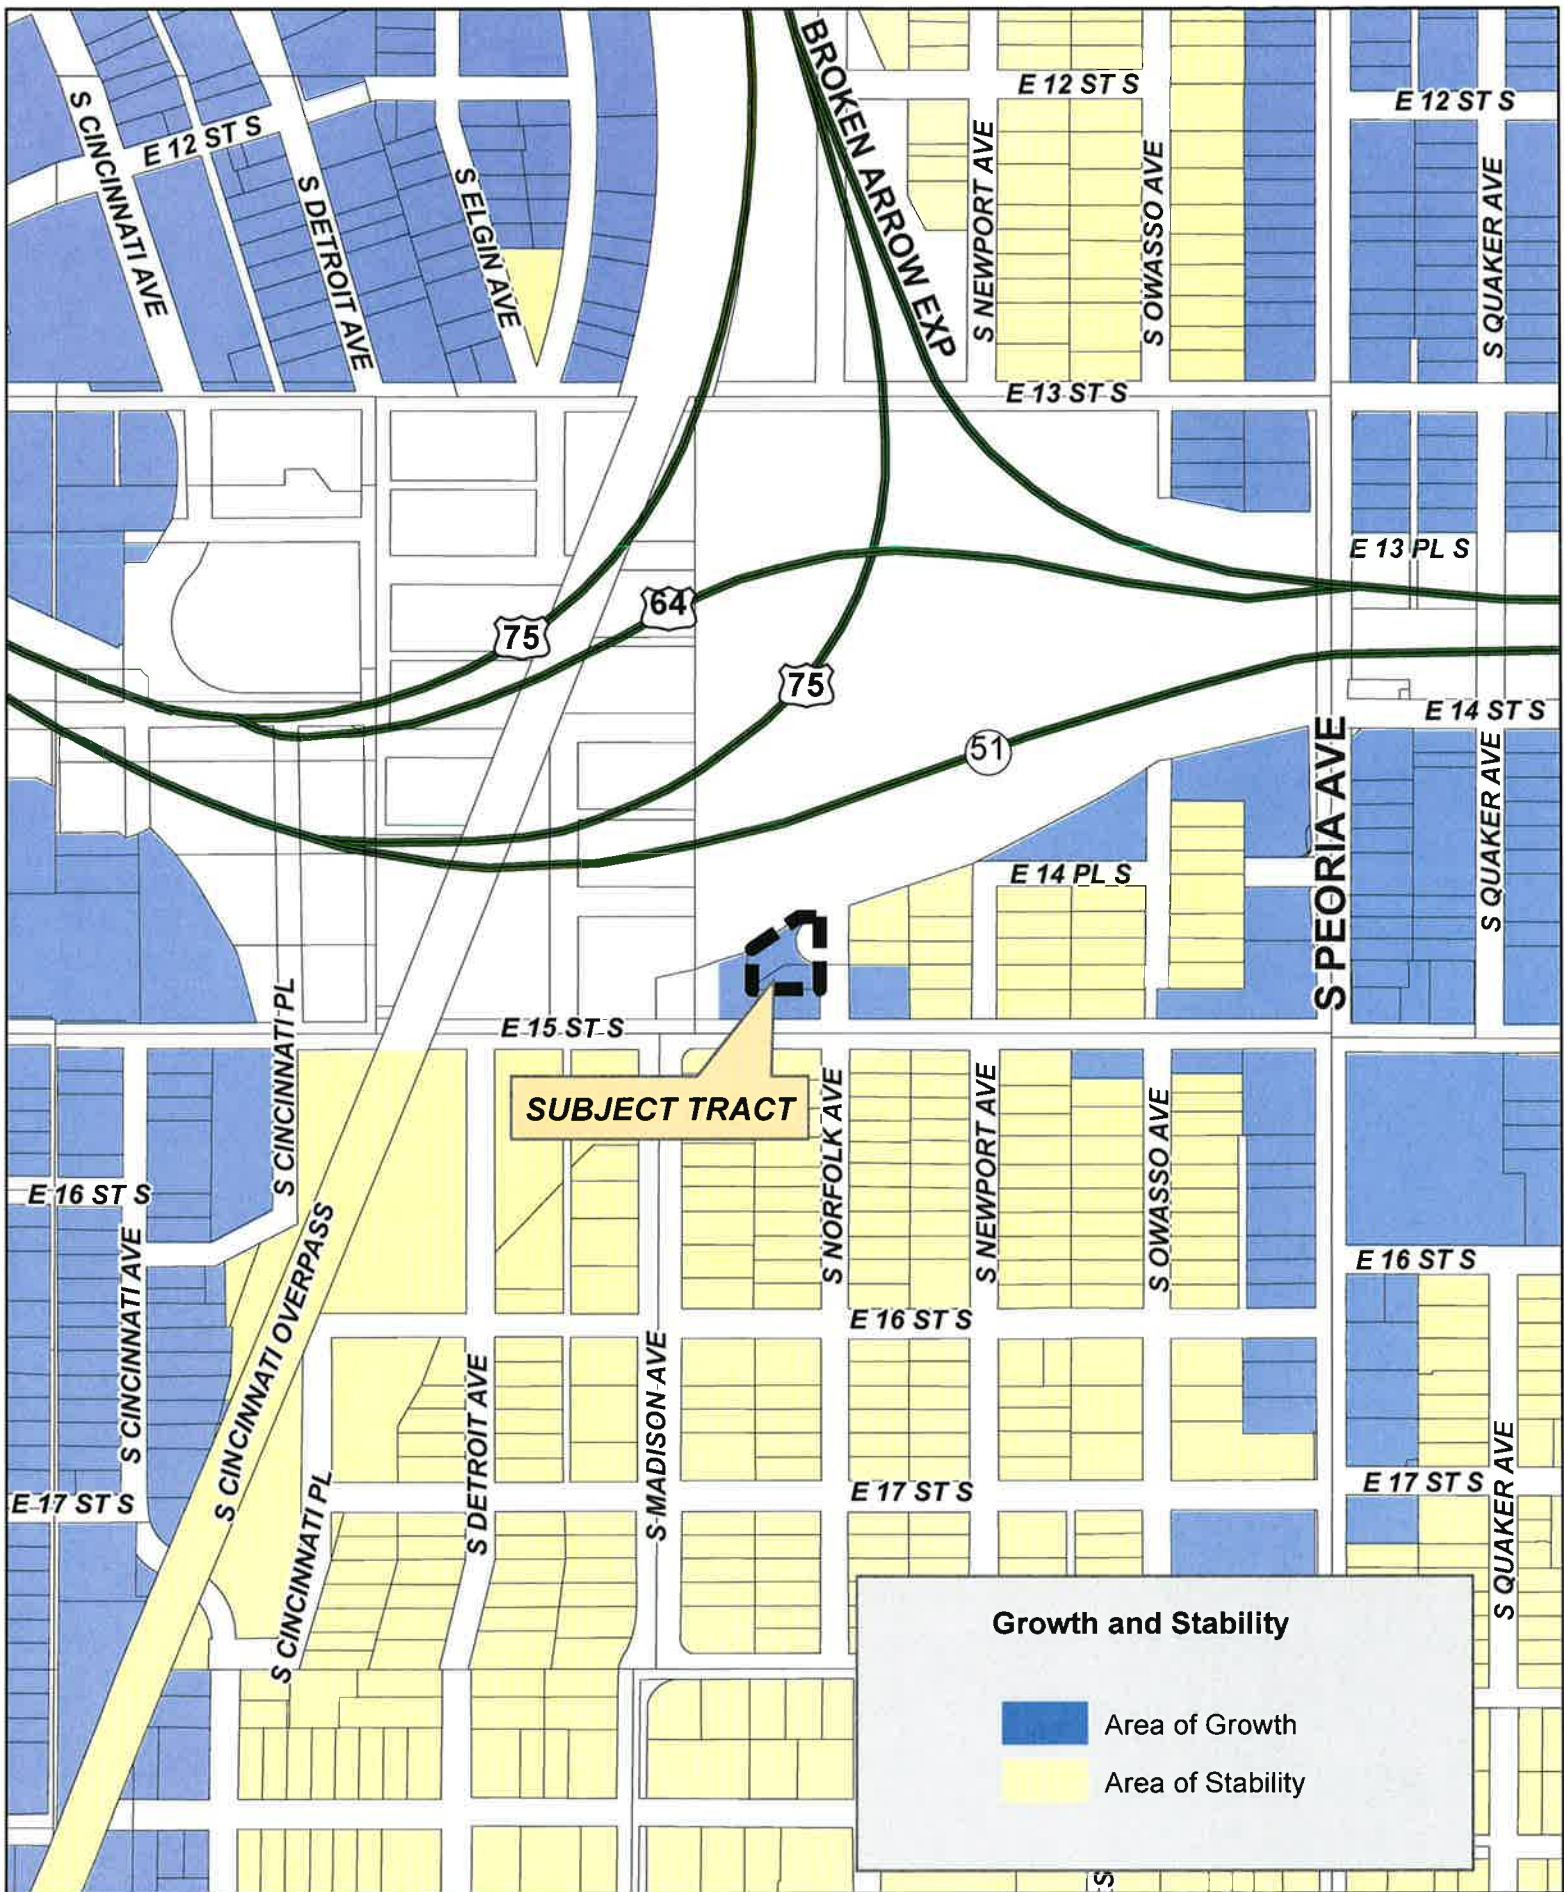 BROKEN ARROW EXP
E 12 ST S
E 12 ST S
S CINCINNATI AVE
E 12 ST S
S DETROIT AVE
S ELGIN AVE
S NEWPORT AVE
S OWASSO AVE
S QUAKER AVE
E 13 ST S
E 13 PL S
64
75
75
51
E 14 ST S
S PEORIA AVE
S QUAKER AVE
E 14 PL S
S CINCINNATI PL
E 15 ST S
SUBJECT TRACT
S NORFOLK AVE
S NEWPORT AVE
S OWASSO AVE
E 16 ST S
S CINCINNATI AVE
S CINCINNATI OVERPASS
E 16 ST S
E 16 ST S
S DETROIT AVE
S MADISON AVE
E 17 ST S
S CINCINNATI PL
E 17 ST S
E 17 ST S
S QUAKER AVE
Growth and Stability
Area of Growth
Area of Stability